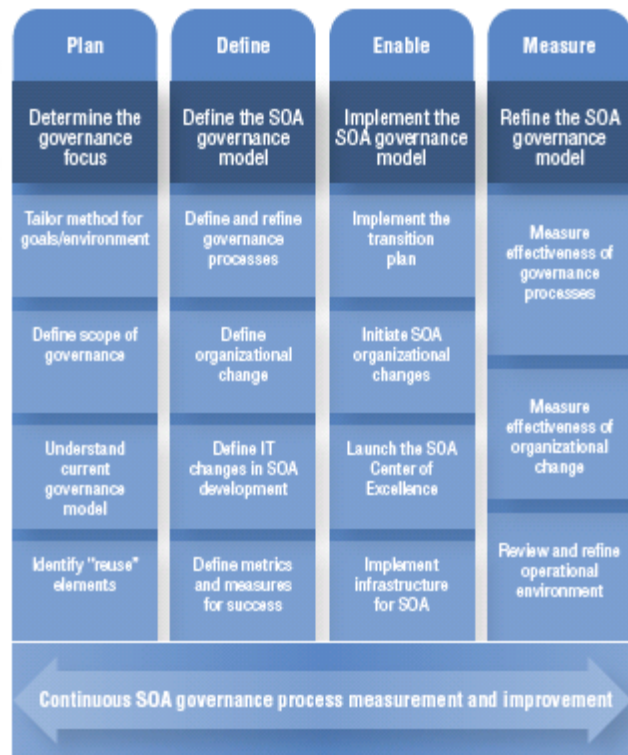 Plan
Determine the
governance
focus
Tailor method for
goals/environment
Define scope of
governance
Understand
current
governance
model
Identify "reuse"
elements
Define
Define the SOA
governance
model
Define and refine
governance
processes
Define
organizational
change
Define IT
changes in SOA
development
Define metrics
and measures
for success
Enable
Implement the
SOA governance
model
Implement the
transition
plan
Initiate SOA
organizational
changes
Launch the SOA
Center of
Excellence
Implement
infrastructure
for SOA
Measure
Refine the SOA
governance
model
Measure
effectiveness of
governance
processes
Measure
effectiveness of
organizational
change
Review and refine
operational
environment
Continuous SOA governance process measurement and improvement